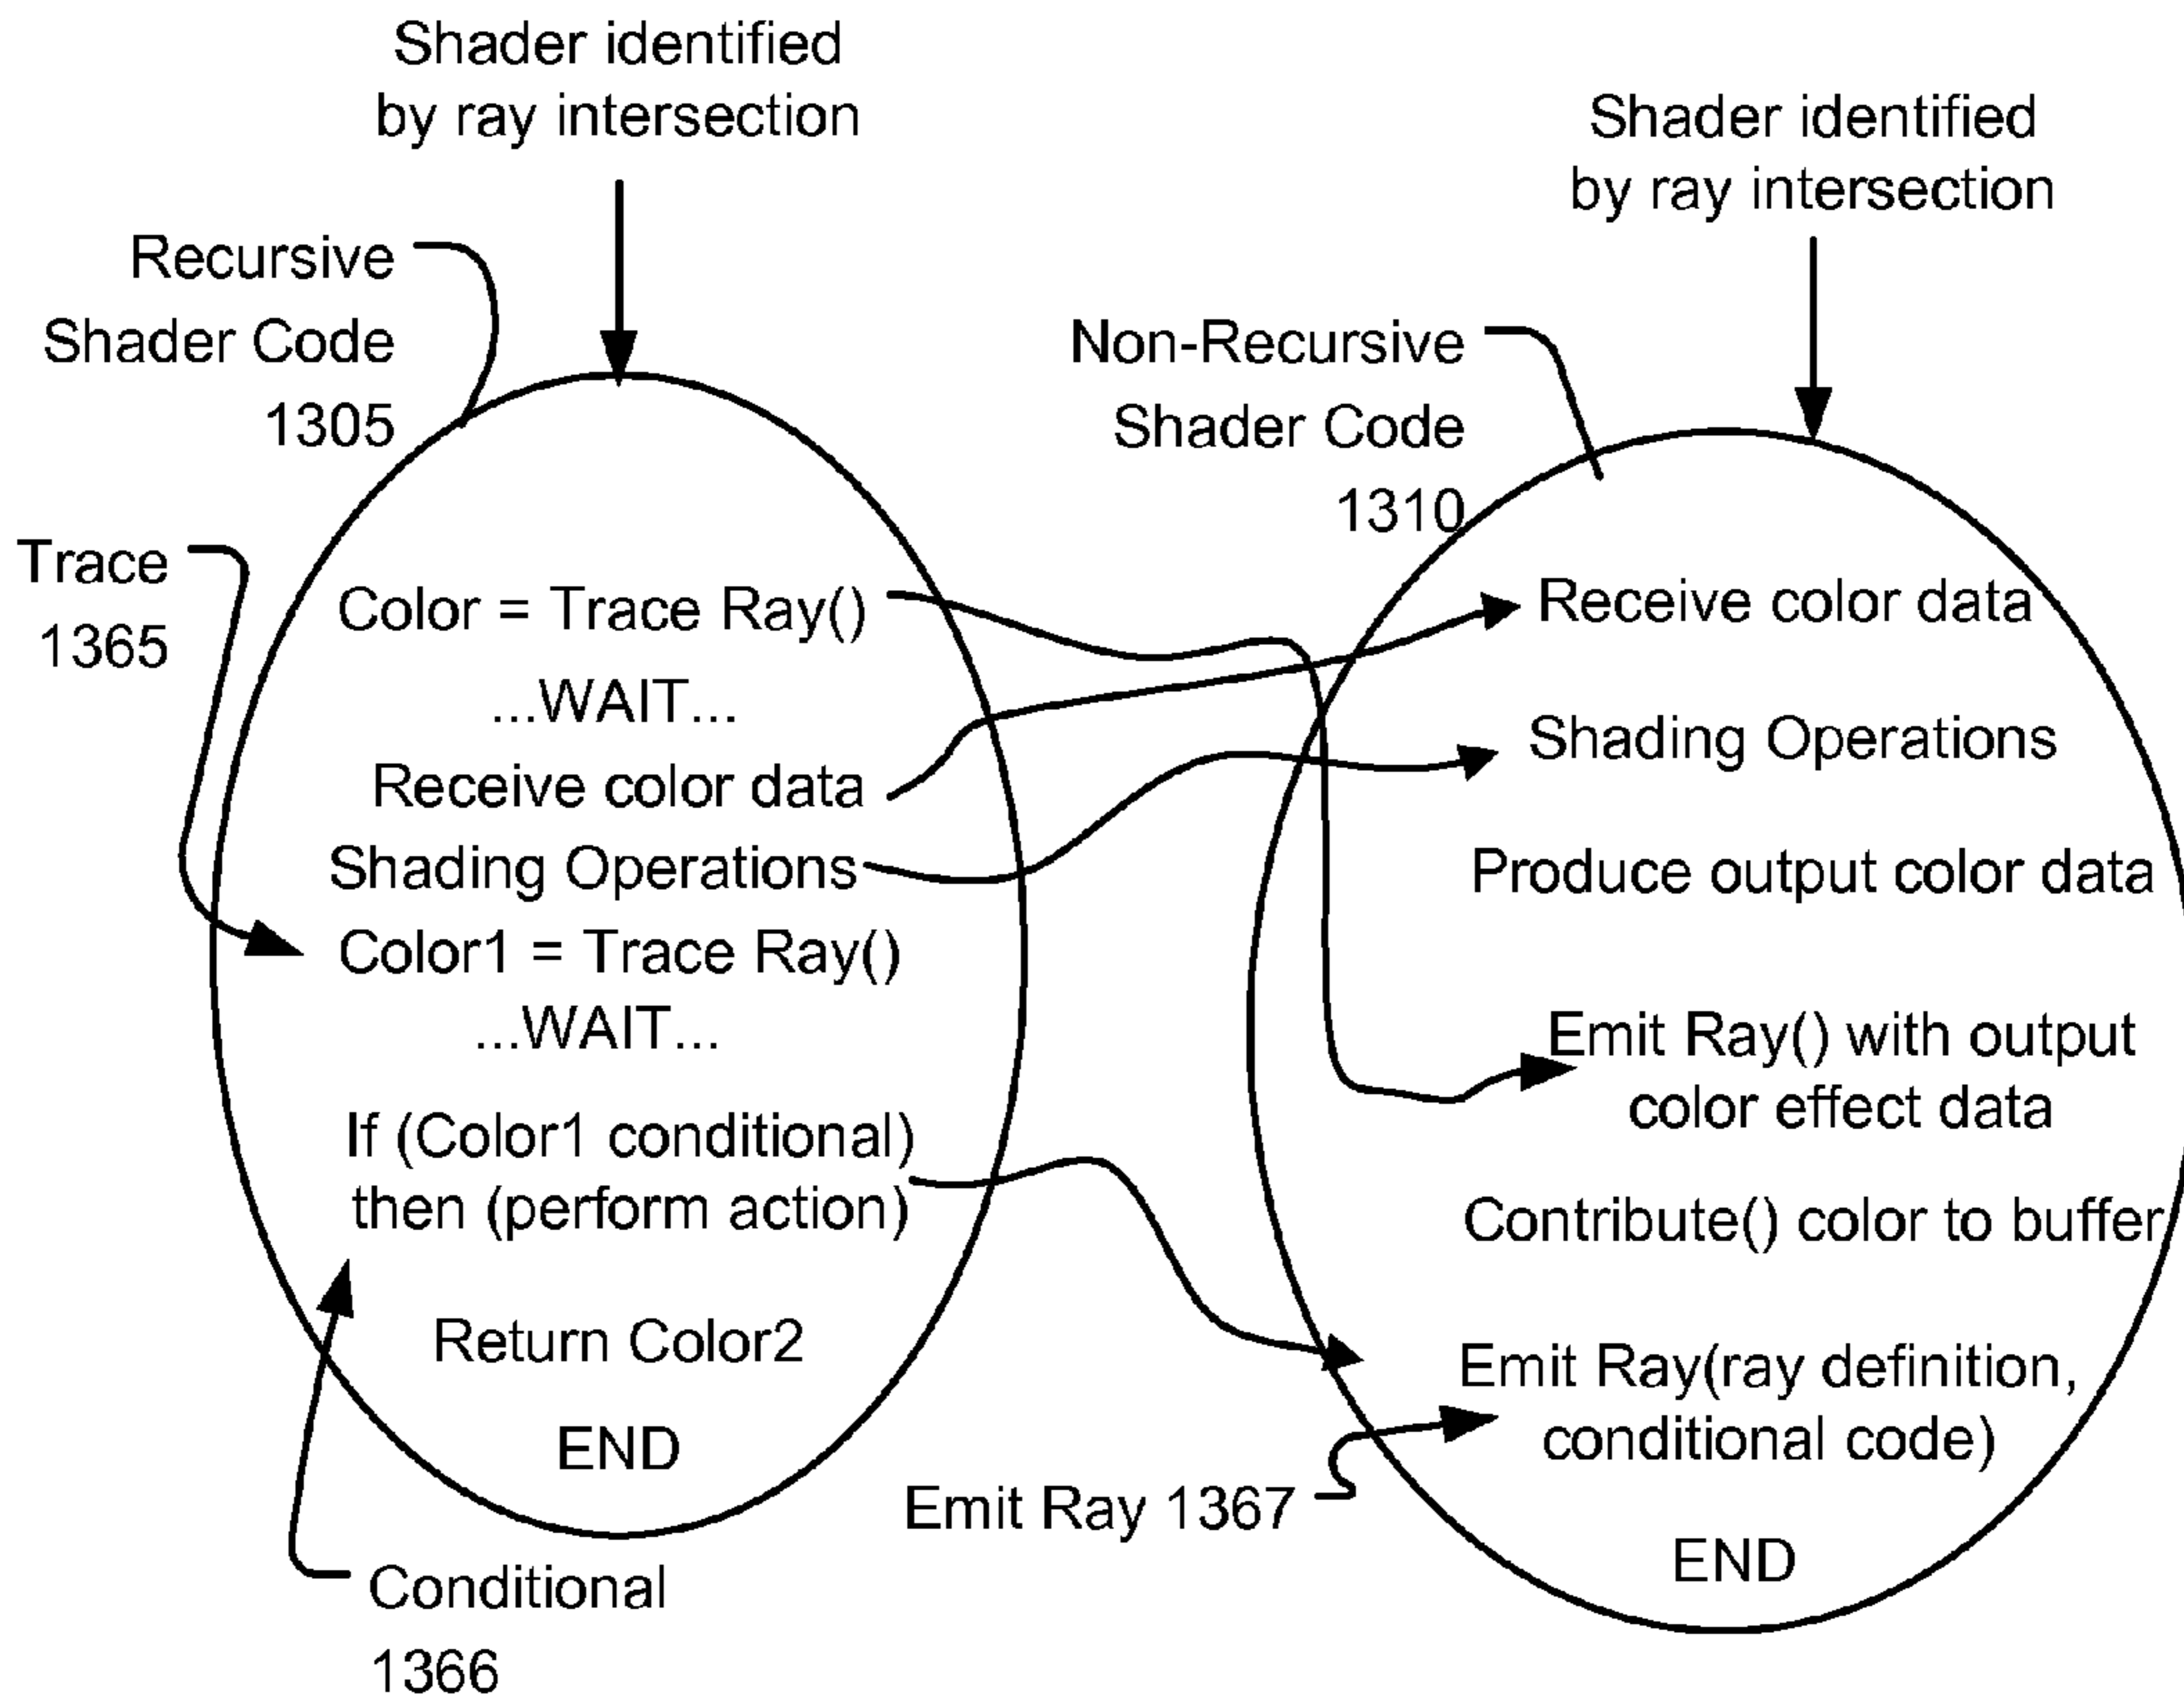 Shader identified
by ray intersection
Shader identified
by ray intersection
Recursive
Shader Code
1305
Non-Recursive
Shader Code
1310
Trace
1365
Color = Trace Ray()
...WAIT...
Receive color data
Shading Operations
Color1 = Trace Ray()
...WAIT...
If (Color1 conditional)
then (perform action)
Return Color2
END
Conditional
1366
Receive color data
Shading Operations
Produce output color data
Emit Ray() with output
color effect data
Contribute() color to buffer
Emit Ray(ray definition,
conditional code)
Emit Ray 1367
END